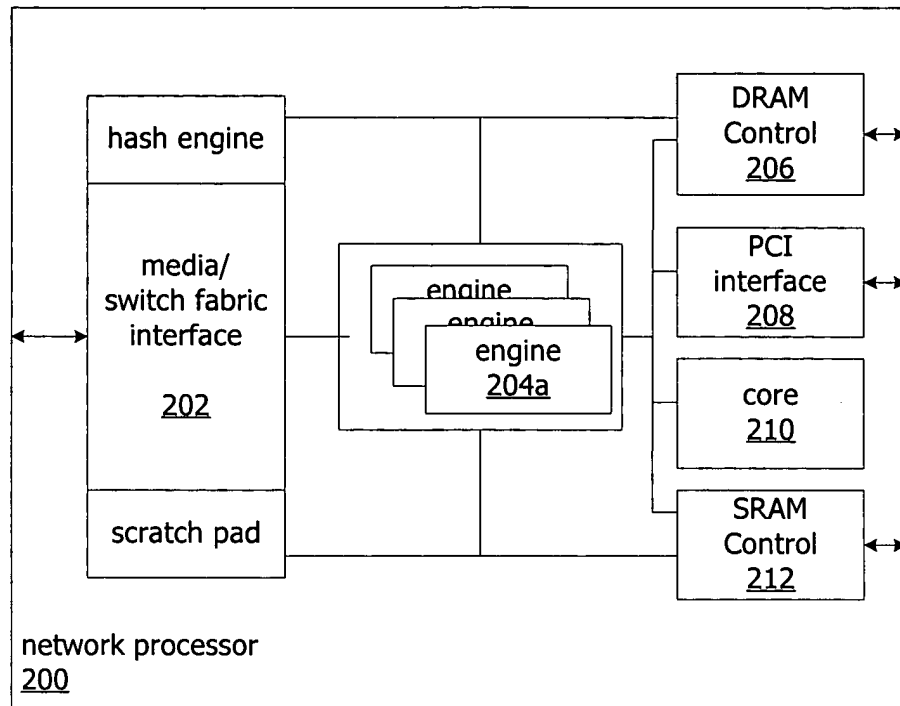 hash engine
media/
switch fabric
interface
202
scratch pad
engine
engine
engine
204a
DRAM
Control
206
PCI
interface
208
core
210
SRAM
Control
212
network processor
200